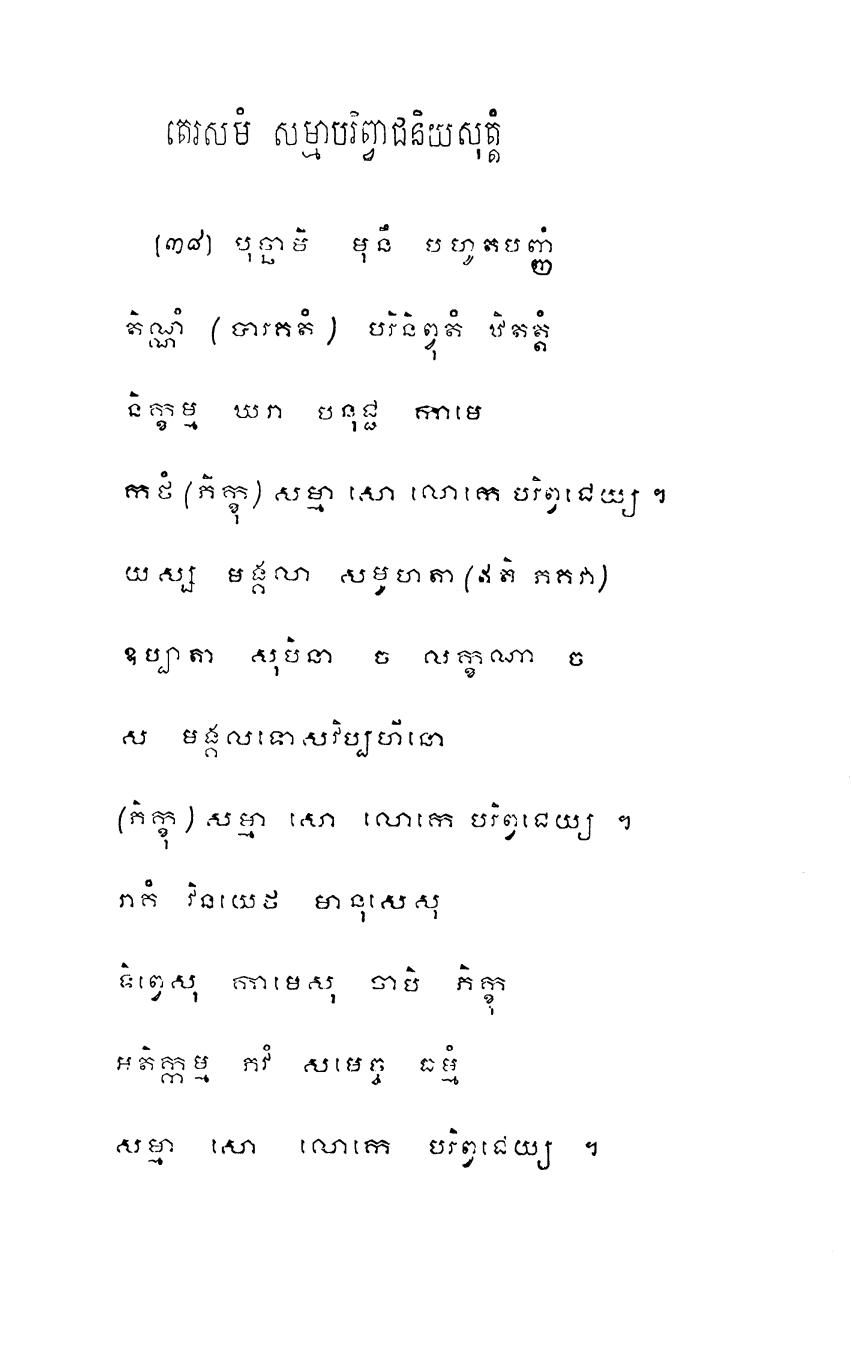 តេរសមំ សម្មាបរិព្វាជនិយសុត្តំ
(៣៨) បុច្ឆាមិ មុនឹ បហូតបញ្ញំ
តិណ្ណំ (បារគតំ) បរិនិព្វុតំ ឋិតត្តំ
និក្ខម្ម ឃរា បនុជ្ជ កាមេ
កថំ (ភិក្ខុ) សម្មា សោ លោកេ បរិព្វជេយ្យ ។
យស្ស មង្គលា សមូហតា (ឥតិ ភគវា)
ឧប្បាតា សុបិនា ច លក្ខណា ច
ស មង្គលទោសវិប្បហីនោ
(ភិក្ខុ) សម្មា សោ លោកេ បរិព្វជេយ្យ ។
រាគំ វិនយេថ មានុសេសុ
ទិព្វេសុ កាមេសុ ចាបិ ភិក្ខុ
អតិក្កម្ម ភវំ សមេច្ច ធម្មំ
សម្មា សោ លោកេ បរិព្វជេយ្យ ។